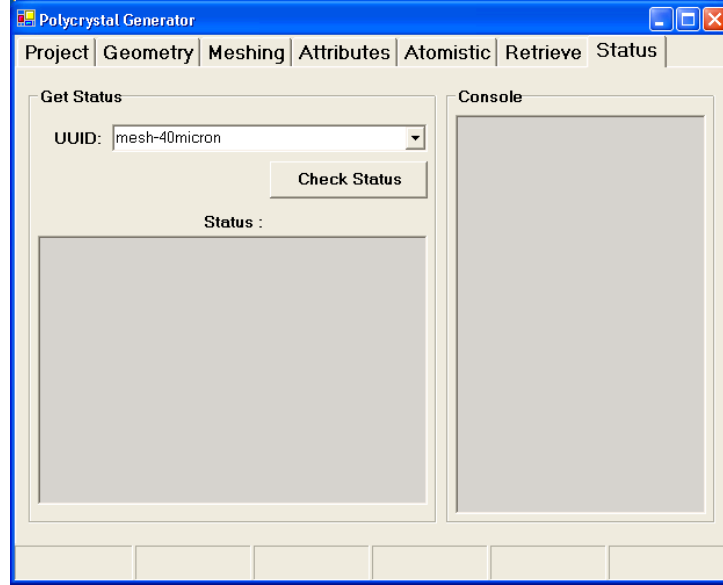 Polycrystal Generator
Project Geometry Meshing Attributes Atomistic Retrieve Status
Get Status
UUID: mesh-40micron
Check Status
Status :
Console